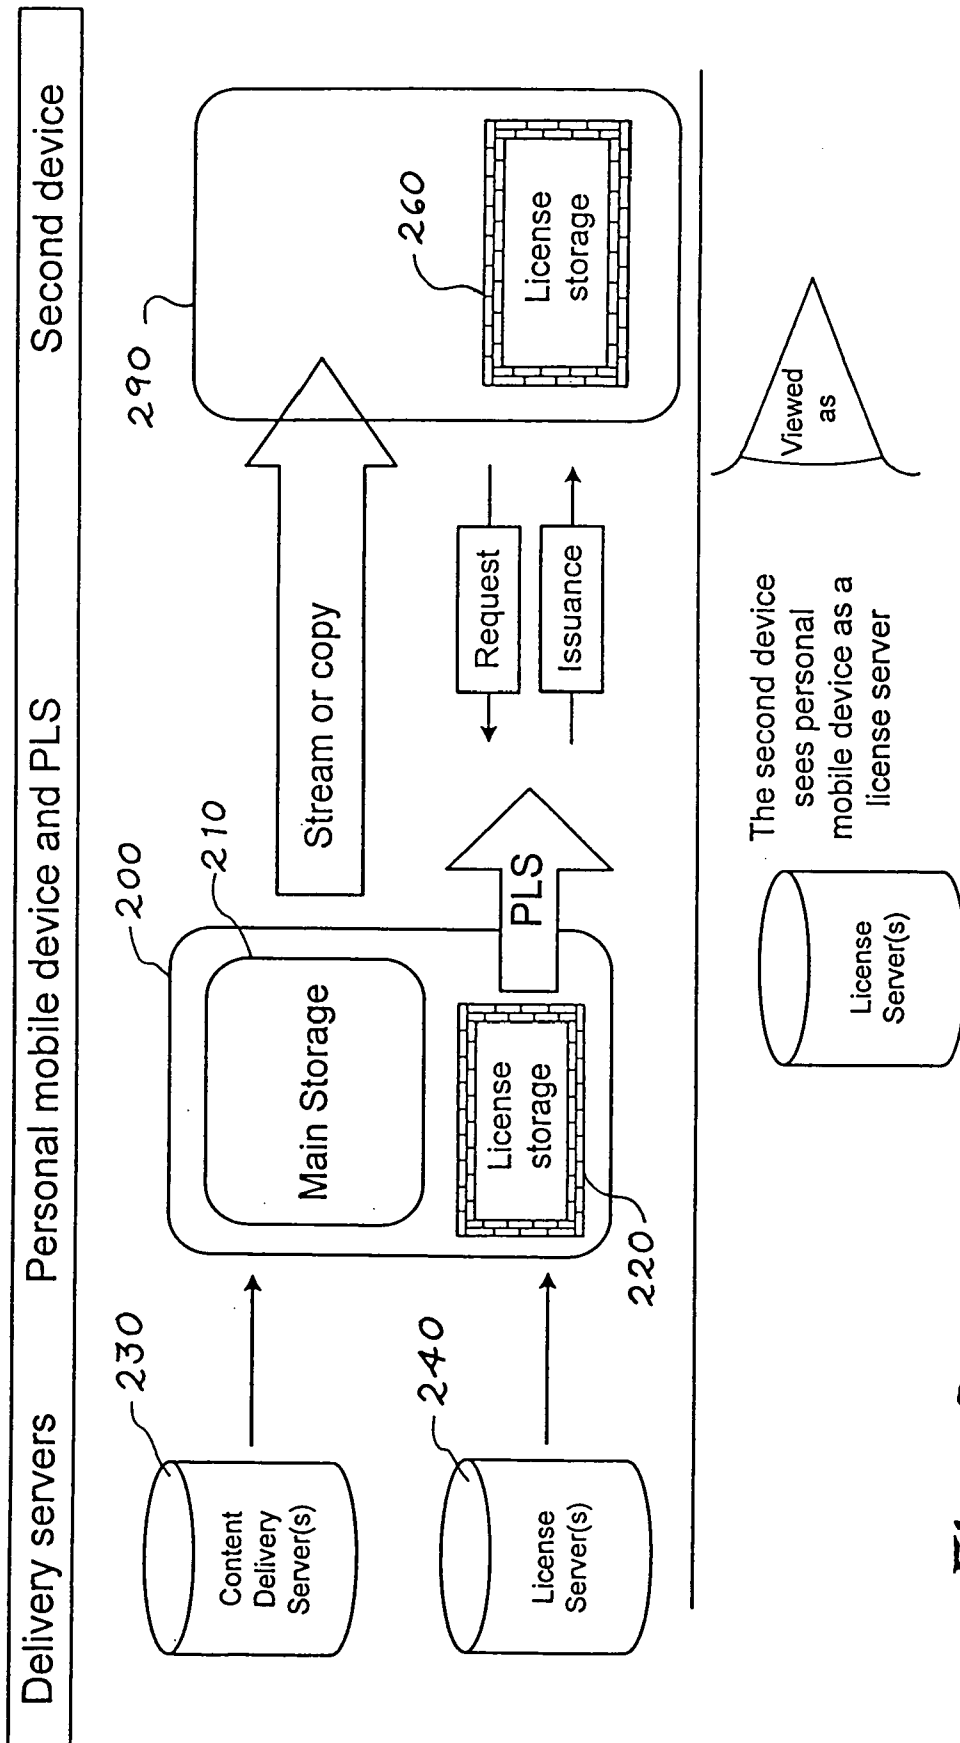 Delivery servers
Personal mobile device and PLS
Second device
230
Content
Delivery
Server(s)
240
License
Server(s)
200
210
Main Storage
License
storage
220
Stream or copy
PLS
Request
Issuance
290
260
License
storage
License
Server(s)
The second device
sees personal
mobile device as a
license server
Viewed
as